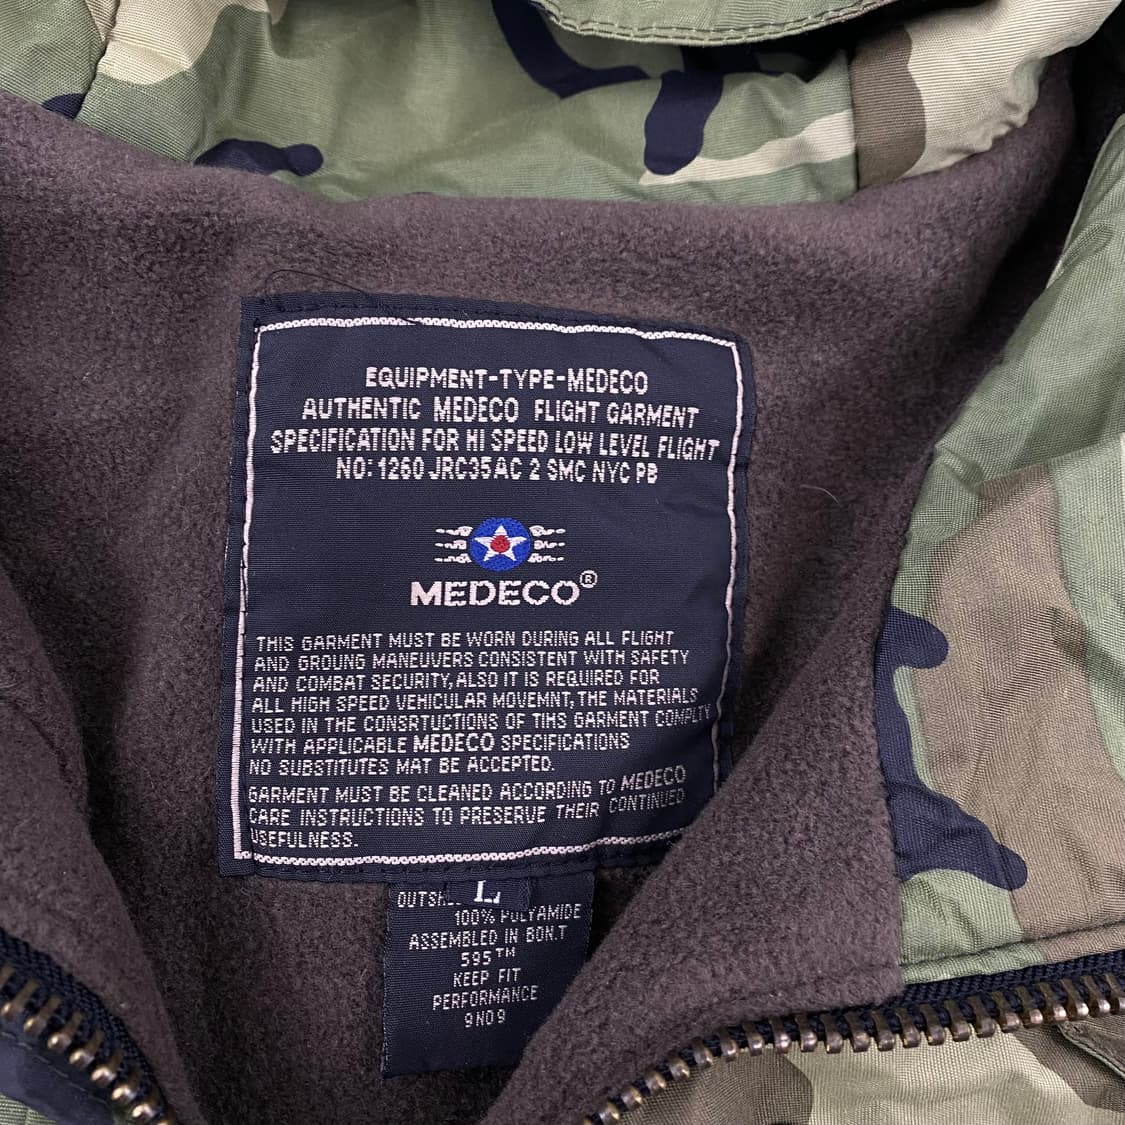 EQUIPMENT-TYPE-MEDECO
AUTHENTIC MEDECO FLIGHT GARMENT
SPECIFICATION FOR HI SPEED LOW LEVEL FLIGHT
NO: 1260 JRC35AC 2 SMC NYC PB
MEDECO®
THIS GARMENT MUST BE WORN DURING ALL FLIGHT
AND GROUNG MANEUVERS CONSISTENT WITH SAFETY
AND COMBAT SECURITY, ALSO IT IS REQUIRED FOR
ALL HIGH SPEED VEHICULAR MOVEMNT, THE MATERIALS
USED IN THE CONSRTUCTIONS OF TIHS GARMENT COMPLTY
WITH APPLICABLE MEDECO SPECIFICATIONS
NO SUBSTITUTES MAT BE ACCEPTED.
GARMENT MUST BE CLEANED ACCORDING TO MEDECO
CARE INSTRUCTIONS TO PRESERVE THEIR CONTINUED
USEFULNESS.
L
100% POLYAMIDE
ASSEMBLED IN BON.T
595™
KEEP FIT
PERFORMANCE
9N09